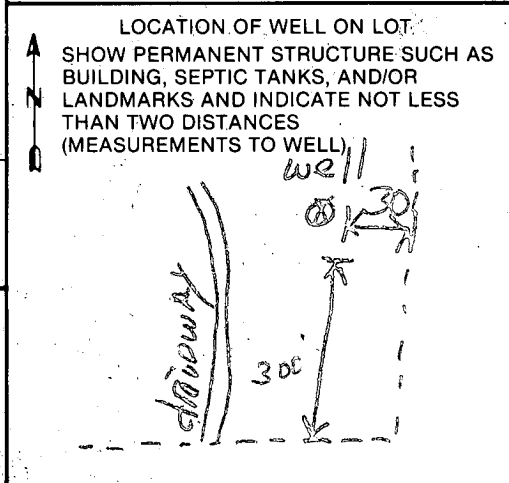 LOCATION OF WELL ON LOT
SHOW PERMANENT STRUCTURE SUCH AS
BUILDING, SEPTIC TANKS, AND/OR
N LANDMARKS AND INDICATE NOT LESS
THAN TWO DISTANCES
(MEASUREMENTS TO WELL)
well
30
300'
driveway